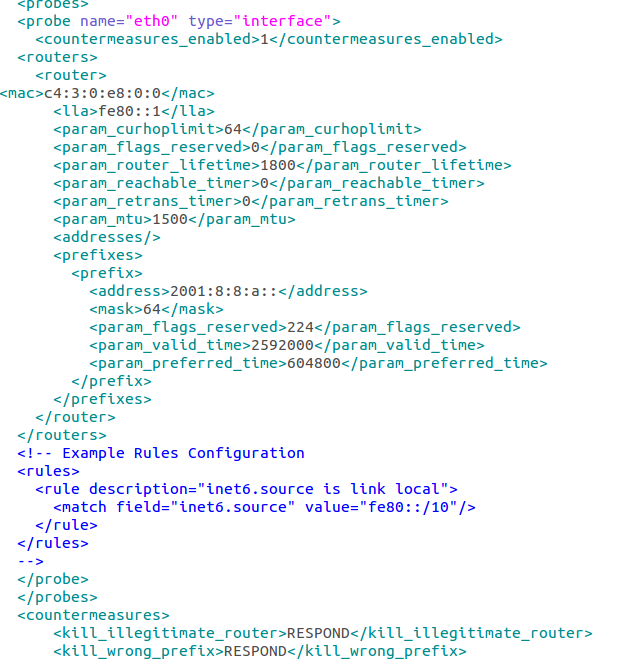 <probes>
<probe name="eth0" type="interface">
<countermeasures_enabled>1</countermeasures_enabled>
<routers>
<router>
<mac>c4:3:0:e8:0:0</mac>
<lla>fe80::1</lla>
<param_curhoplimit>64</param_curhoplimit>
<param_flags_reserved>0</param_flags_reserved>
<param_router_lifetime>1800</param_router_lifetime>
<param_reachable_timer>0</param_reachable_timer>
<param_retrans_timer>0</param_retrans_timer>
<param_mtu>1500</param_mtu>
<addresses/>
<prefixes>
<prefix>
<address>2001:8:8:a::</address>
<mask>64</mask>
<param_flags_reserved>224</param_flags_reserved>
<param_valid_time>2592000</param_valid_time>
<param_preferred_time>604800</param_preferred_time>
</prefix>
</prefixes>
</router>
</routers>
<!-- Example Rules Configuration
<rules>
<rule description="inet6.source is link local">
<match field="inet6.source" value="fe80::/10"/>
</rule>
</rules>
-->
</probe>
</probes>
<countermeasures>
<kill_illegitimate_router>RESPOND</kill_illegitimate_router>
<kill_wrong_prefix>RESPOND</kill_wrong_prefix>